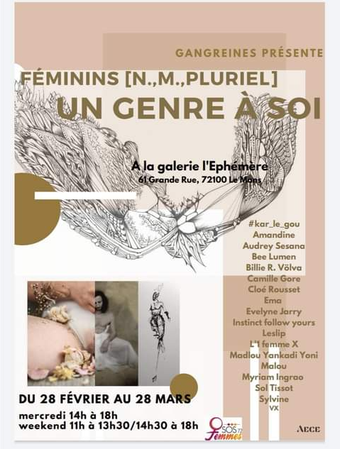 GANGREINES PRÉSENTE
FÉMININS [N.,M.,PLURIEL]
UN GENRE À SOI
A la galerie l'Ephémère
61 Grande Rue, 72100 Le Mans
#kar_le_gou
Amandine
Audrey Sesana
Bee Lumen
Billie R. Völva
Camille Gore
Cloé Rousset
Ema
Evelyne Jarry
Instinct follow yours
Leslip
L'I femme X
Madlou Yankadi Yoni
Malou
Myriam Ingrao
Sol Tissot
Sylvine
VX
DU 28 FÉVRIER AU 28 MARS
mercredi 14h à 18h
weekend 11h à 13h30/14h30 à 18h
SOS
Femmes